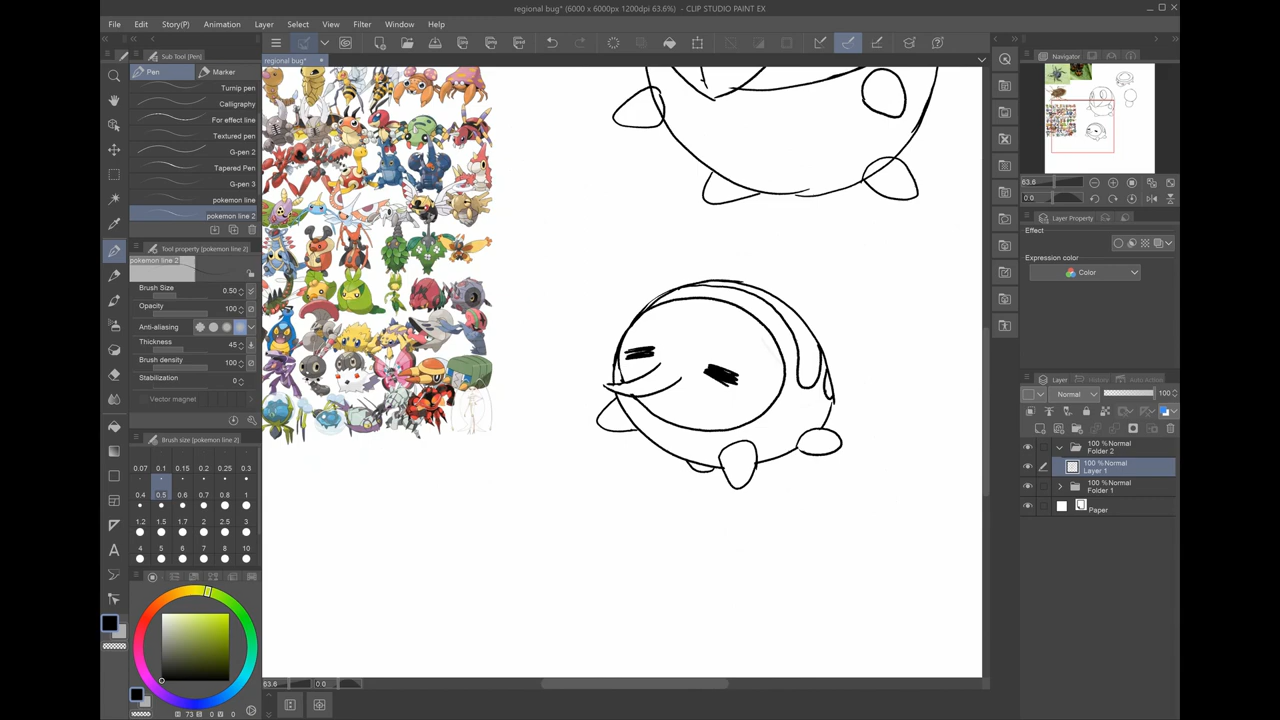 regional bug* (6000 x 6000px 1200dpi 63.6%) - CLIP STUDIO PAINT EX
File Edit Story(P) Animation Layer Select View Filter Window Help
regional bug*
Sub Tool [Pen]
Pen Marker
Turnip pen
Calligraphy
For effect line
Textured pen
G-pen 2
Tapered Pen
G-pen 3
pokemon line
pokemon line 2
Tool property [pokemon line 2]
pokemon line 2
Brush Size 0.50
Opacity 100
Anti-aliasing
Thickness 45
Brush density 100
Stabilization 0
Vector magnet
Brush size [pokemon line 2]
0.07 0.1 0.15 0.2 0.25 0.3
0.4 0.5 0.6 0.7 0.8 1
1.2 1.5 1.7 2 2.5 3
4 5 6 7 8 10
73 0 0
63.6 0.0
Navigator
63.6
0.0
Layer Property
Effect
Expression color
Color
Layer History Auto Action
Normal 100
100 %Normal
Folder 2
100 %Normal
Layer 1
100 %Normal
Folder 1
Paper